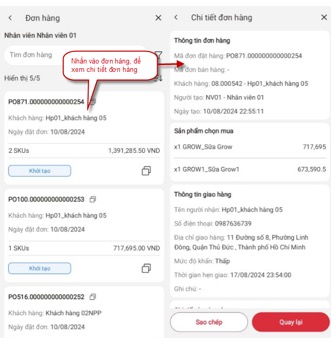 Đơn hàng
Nhân viên Nhân viên 01
Tìm đơn hàng
Nhấn vào đơn hàng, để
xem chi tiết đơn hàng
Hiển thị 5/5
PO871.000000000000254
Khách hàng: Hp01_khách hàng 05
Ngày đặt đơn: 10/08/2024
2 SKUs 1,391,285.50 VND
Khởi tạo
PO100.000000000000253
Khách hàng: Hp01_khách hàng 05
Ngày đặt đơn: 10/08/2024
1 SKUs 717,695.00 VND
Khởi tạo
PO516.000000000000252
Khách hàng: Khách hàng 02NPP
Ngày đặt đơn: 10/08/2024
Chi tiết đơn hàng
Thông tin đơn hàng
Mã đơn đặt hàng: PO871.000000000000254
Mã đơn bán hàng: -
Khách hàng: 08.000542 - Hp01_khách hàng 05
Người tạo: NV01 - Nhân viên 01
Ngày tạo: 10/08/2024 22:55:11
Sản phẩm chọn mua
x1 GROW_Sữa Grow 717,695
x1 GROW1_Sữa Grow1 673,590.5
Thông tin giao hàng
Tên người nhận: Hp01_khách hàng 05
Số điện thoại: 0987636739
Địa chỉ giao hàng: 11 Đường số 8, Phường Linh
Đông, Quận Thủ Đức , Thành phố Hồ Chí Minh
Mức độ khẩn: Thấp
Thời gian hẹn giao: 17/08/2024 23:54:00
Ghi chú: -
Sao chép
Quay lại